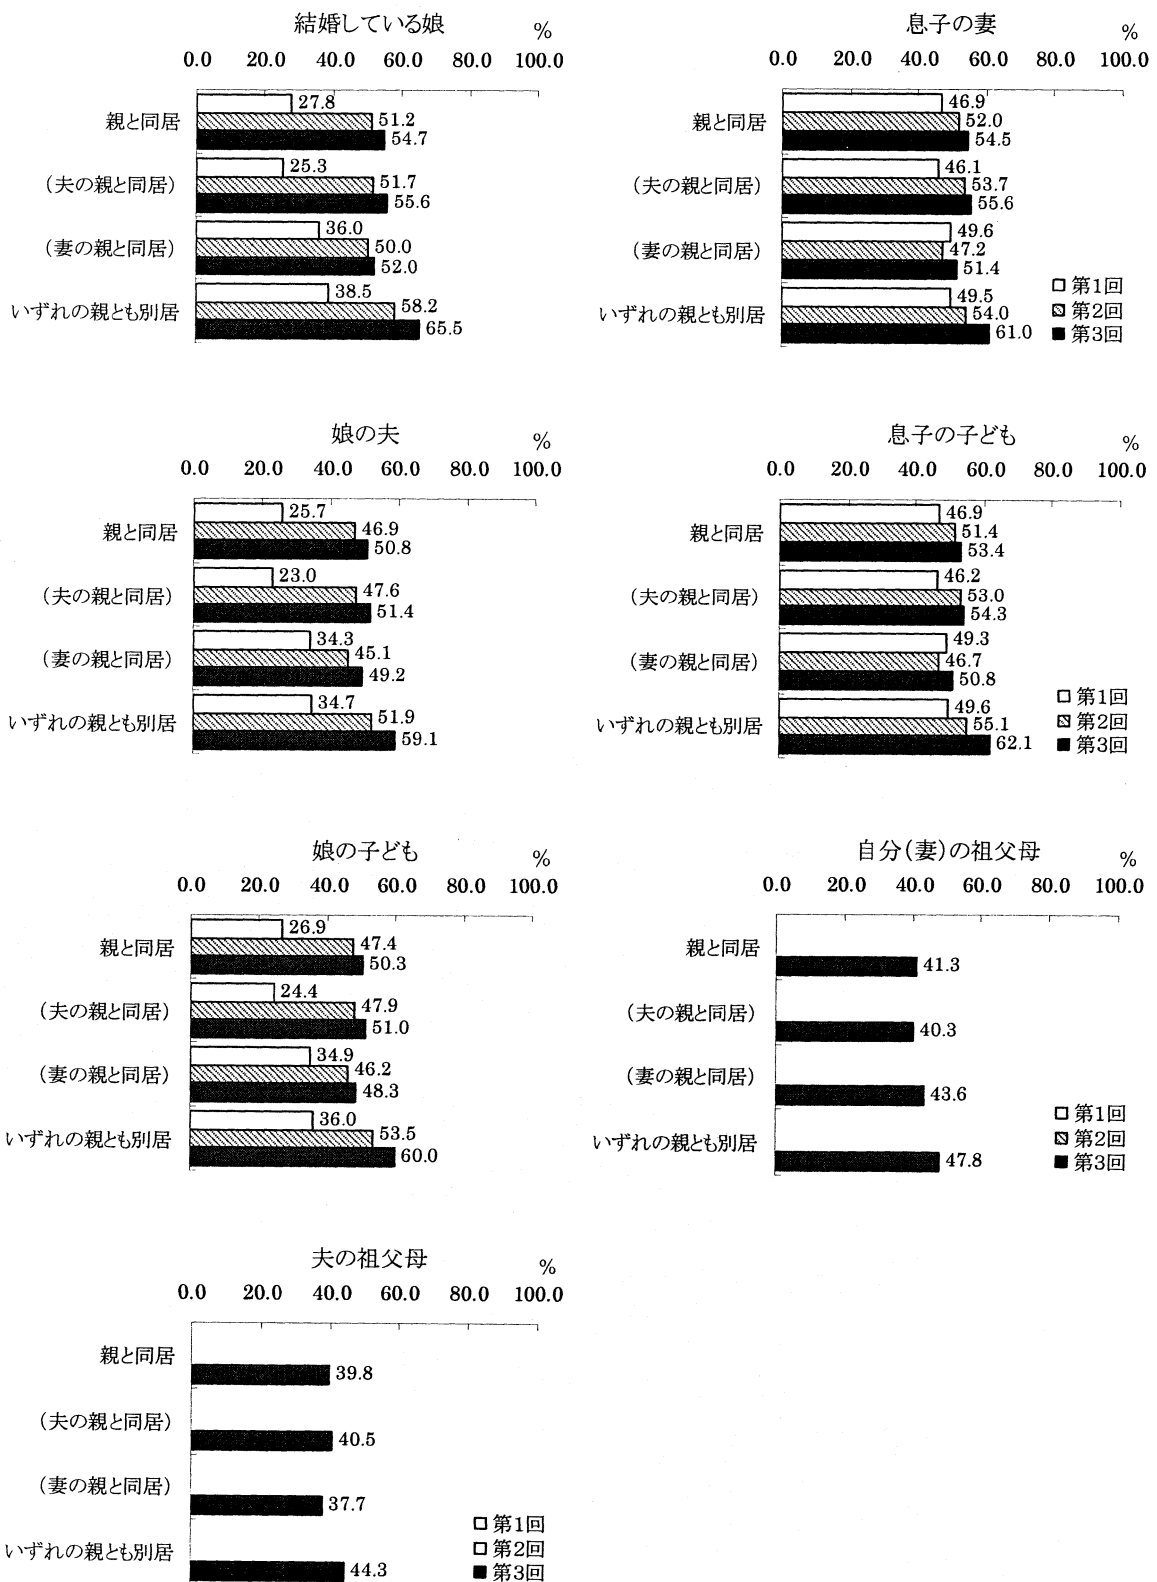 結婚している娘
%
0.0 20.0 40.0 60.0 80.0 100.0
親と同居
27.8
51.2
54.7
(夫の親と同居)
25.3
51.7
55.6
(妻の親と同居)
36.0
50.0
52.0
いずれの親とも別居
38.5
58.2
65.5
息子の妻
%
0.0 20.0 40.0 60.0 80.0 100.0
親と同居
46.9
52.0
54.5
(夫の親と同居)
46.1
53.7
55.6
(妻の親と同居)
49.6
47.2
51.4
いずれの親とも別居
49.5
54.0
61.0
第1回
第2回
第3回
娘の夫
%
0.0 20.0 40.0 60.0 80.0 100.0
親と同居
25.7
46.9
50.8
(夫の親と同居)
23.0
47.6
51.4
(妻の親と同居)
34.3
45.1
49.2
いずれの親とも別居
34.7
51.9
59.1
息子の子ども
%
0.0 20.0 40.0 60.0 80.0 100.0
親と同居
46.9
51.4
53.4
(夫の親と同居)
46.2
53.0
54.3
(妻の親と同居)
49.3
46.7
50.8
いずれの親とも別居
49.6
55.1
62.1
第1回
第2回
第3回
娘の子ども
%
0.0 20.0 40.0 60.0 80.0 100.0
親と同居
26.9
47.4
50.3
(夫の親と同居)
24.4
47.9
51.0
(妻の親と同居)
34.9
46.2
48.3
いずれの親とも別居
36.0
53.5
60.0
自分(妻)の祖父母
%
0.0 20.0 40.0 60.0 80.0 100.0
親と同居
41.3
(夫の親と同居)
40.3
(妻の親と同居)
43.6
いずれの親とも別居
47.8
第1回
第2回
第3回
夫の祖父母
%
0.0 20.0 40.0 60.0 80.0 100.0
親と同居
39.8
(夫の親と同居)
40.5
(妻の親と同居)
37.7
いずれの親とも別居
44.3
第1回
第2回
第3回